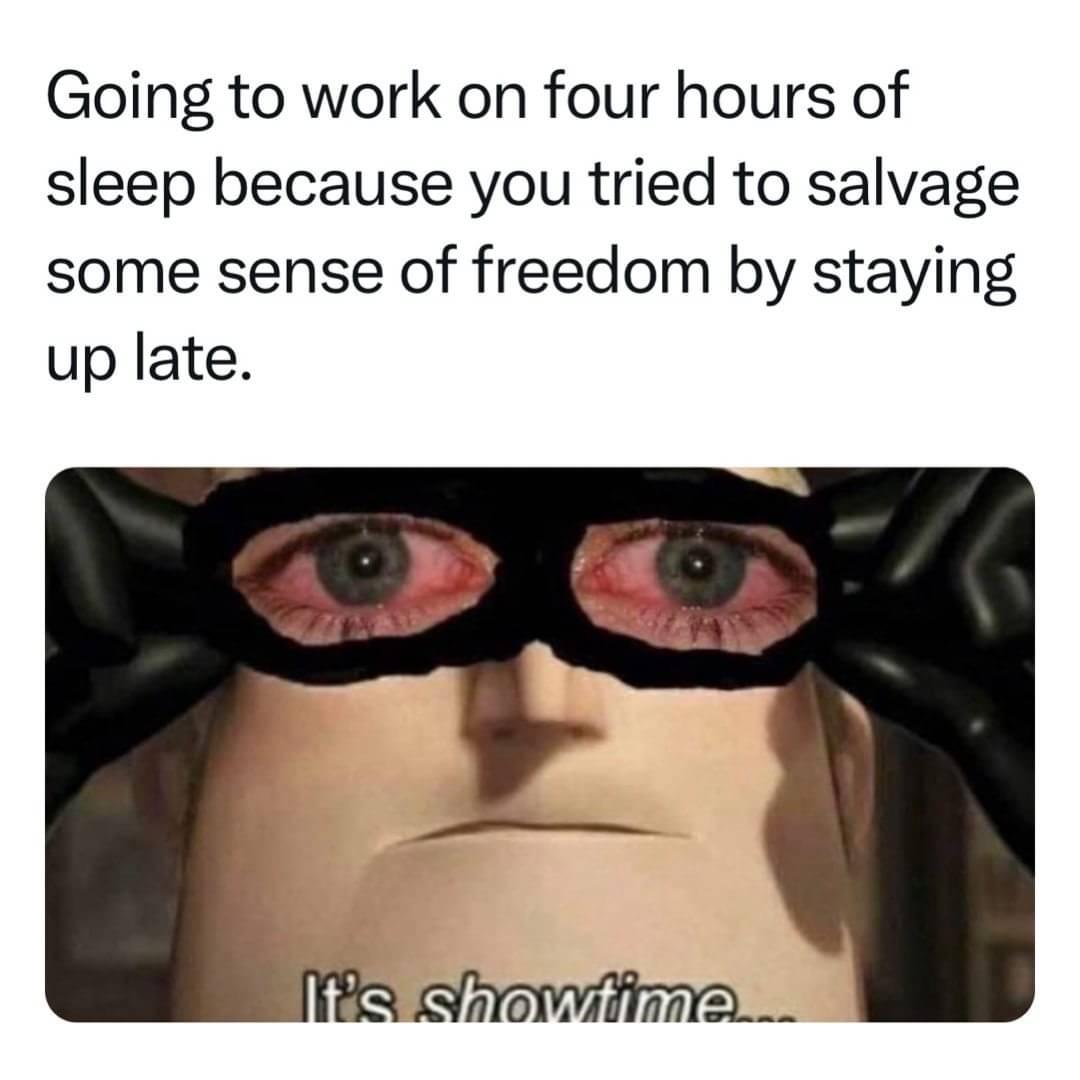 Going to work on four hours of
sleep because you tried to salvage
some sense of freedom by staying
up late.
It's showtime...